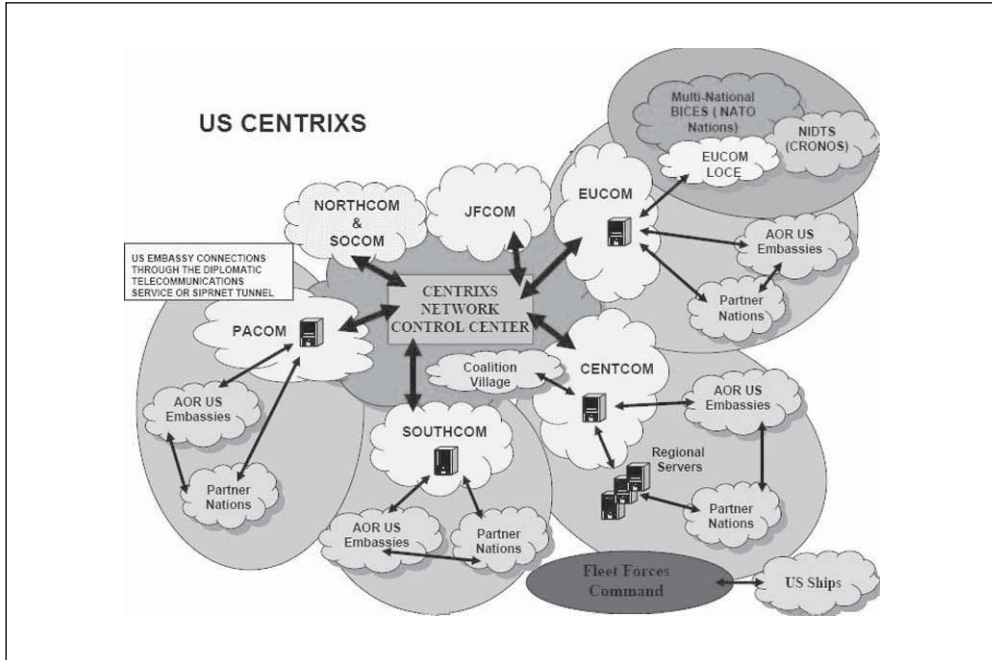 US CENTRIXS
Multi-National
BICES ( NATO
Nations)
NIDTS
(CRONOS)
EUCOM
LOCE
EUCOM
JFCOM
NORTHCOM
&
SOCOM
AOR US
Embassies
Partner
Nations
US EMBASSY CONNECTIONS
THROUGH THE DIPLOMATIC
TELECOMMUNICATIONS
SERVICE OR SIPRNET TUNNEL
CENTRIXS
NETWORK
CONTROL CENTER
PACOM
Coalition
Village
CENTCOM
AOR US
Embassies
AOR US
Embassies
SOUTHCOM
Regional
Servers
Partner
Nations
Partner
Nations
AOR US
Embassies
Partner
Nations
Fleet Forces
Command
US Ships